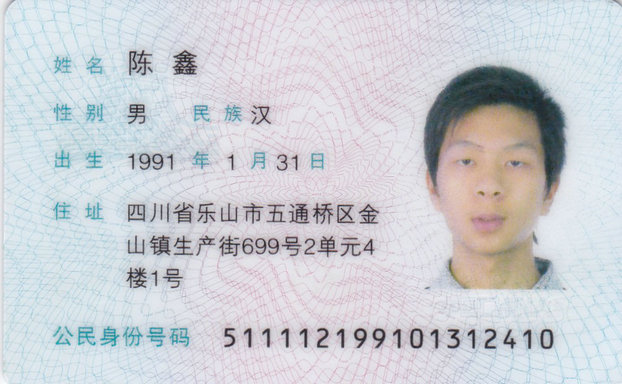 姓名 陈鑫
性别 男 民族 汉
出生 1991 年 1 月 31 日
住址 四川省乐山市五通桥区金
山镇生产街699号2单元4
楼1号
公民身份号码 511112199101312410